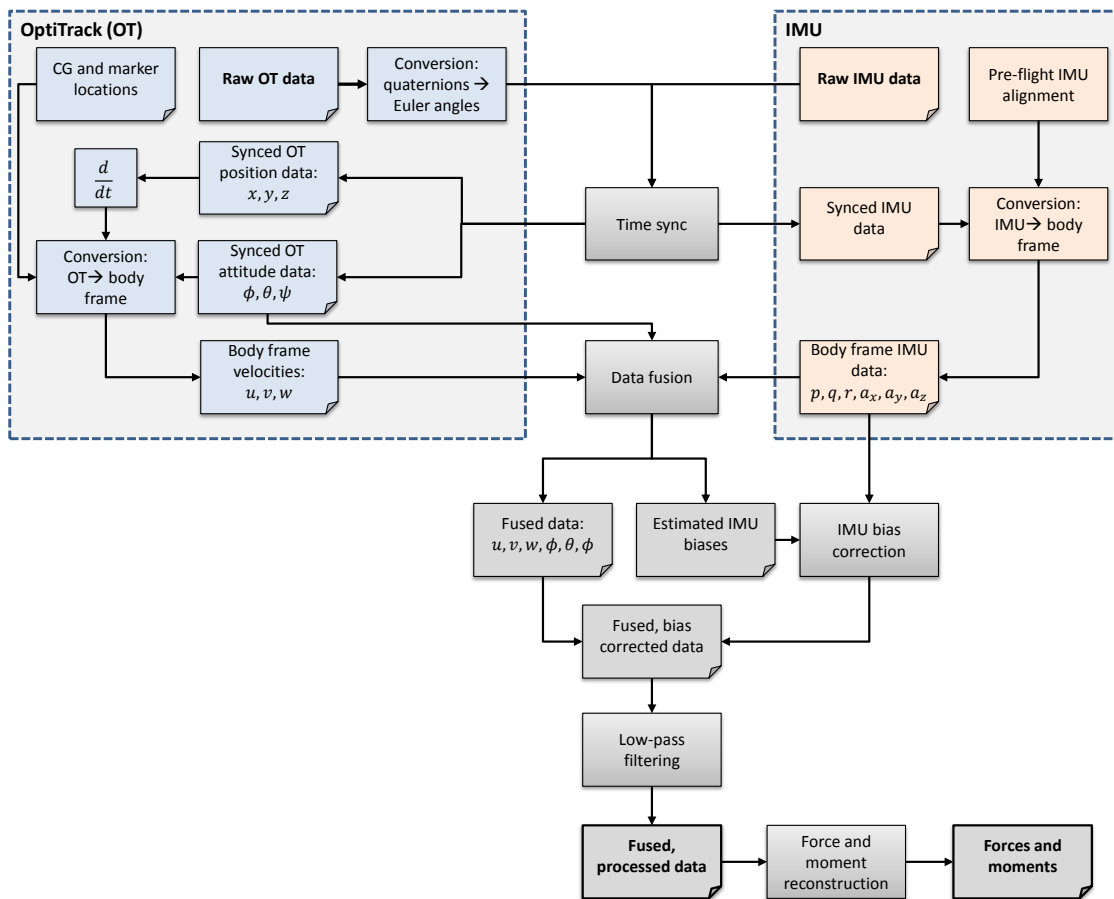 OptiTrack (OT)
CG and marker
locations
Raw OT data
Conversion:
quaternions →
Euler angles
d
dt
Synced OT
position data:
x, y, z
Conversion:
OT→ body
frame
Synced OT
attitude data:
ϕ, θ, ψ
Body frame
velocities:
u, v, w
Time sync
Data fusion
IMU
Raw IMU data
Pre-flight IMU
alignment
Synced IMU
data
Conversion:
IMU→ body
frame
Body frame IMU
data:
p, q, r, aₓ, a_y, a_z
Fused data:
u, v, w, ϕ, θ, ϕ
Estimated IMU
biases
IMU bias
correction
Fused, bias
corrected data
Low-pass
filtering
Fused,
processed data
Force and
moment
reconstruction
Forces and
moments